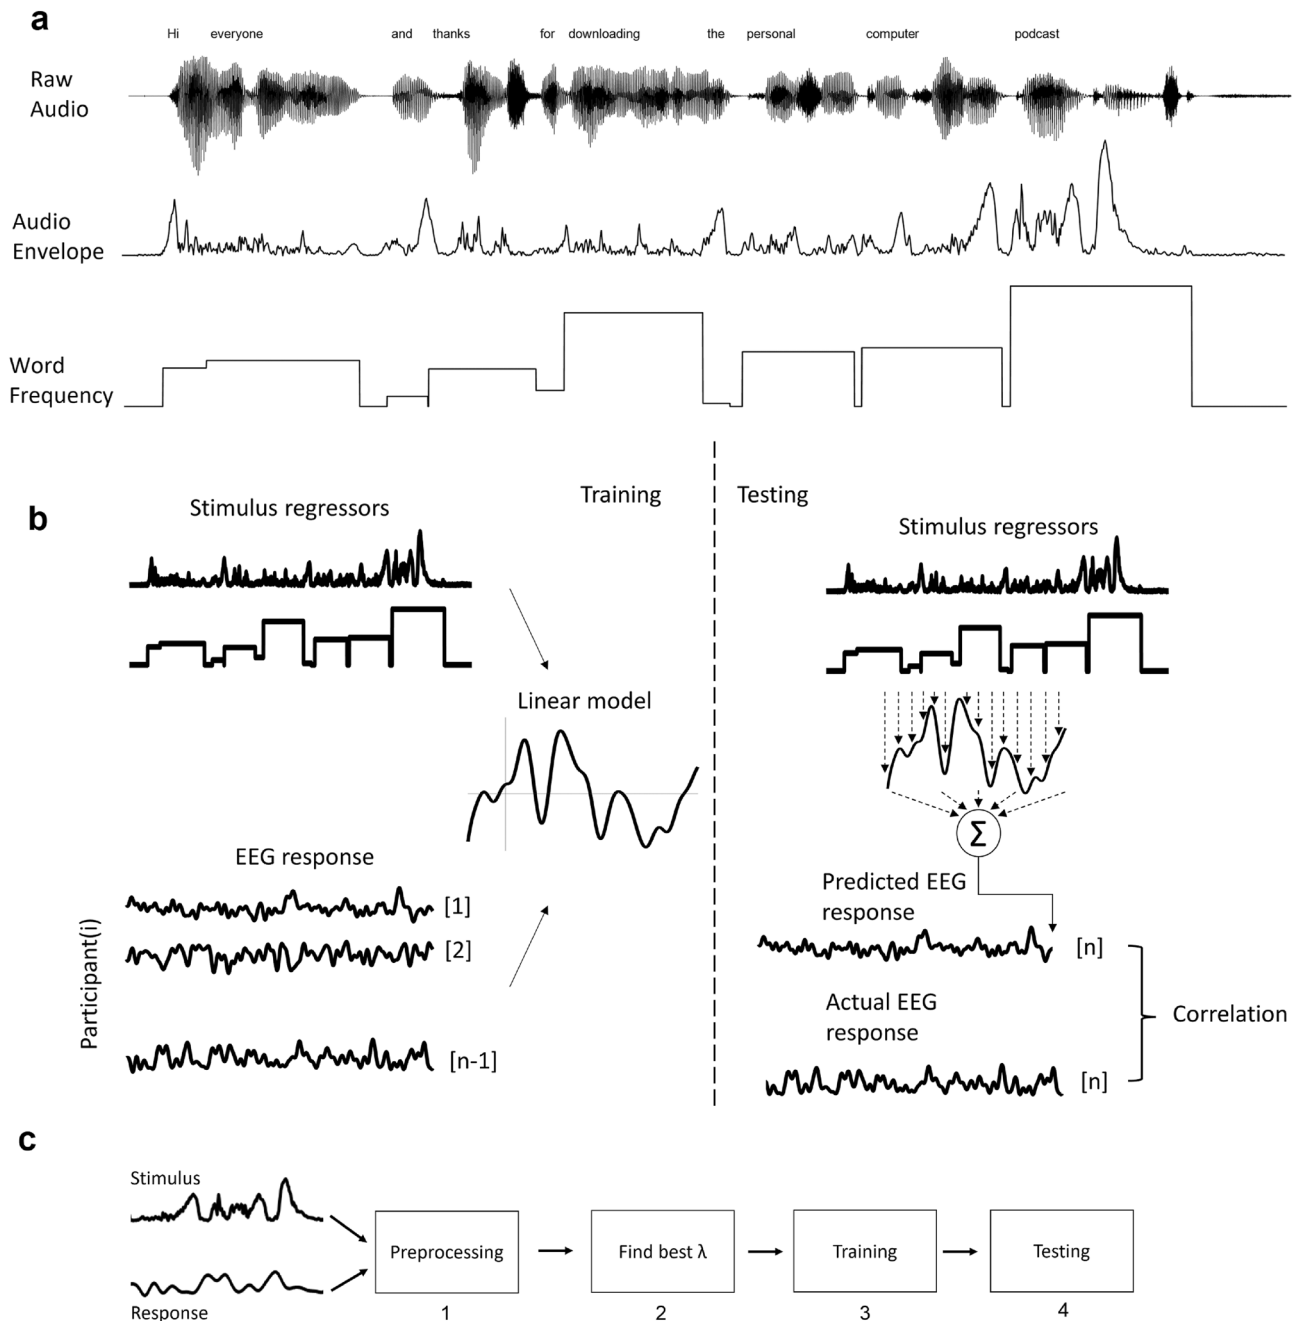 a
Hi everyone and thanks for downloading the personal computer podcast
Raw
Audio
Audio
Envelope
Word
Frequency
b
Training
Testing
Stimulus regressors
Stimulus regressors
Linear model
EEG response
[1]
[2]
[n-1]
Participant(i)
Σ
Predicted EEG
response
[n]
Actual EEG
response
[n]
Correlation
c
Stimulus
Response
Preprocessing
Find best λ
Training
Testing
1
2
3
4